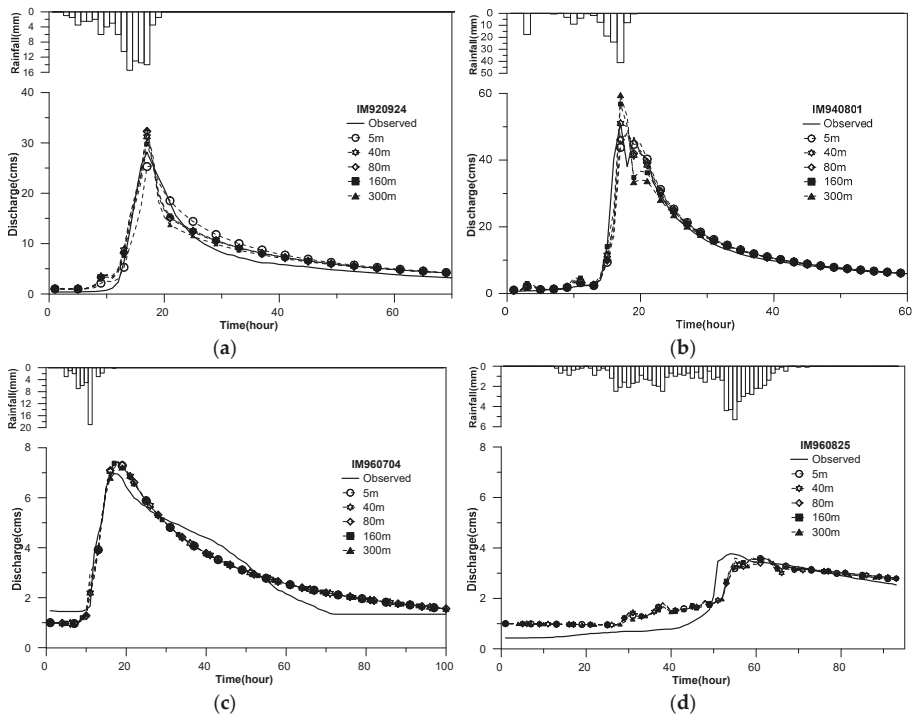 Rainfall(mm)
0
4
8
12
16
Discharge(cms)
40
30
20
10
0
IM920924
Observed
5m
40m
80m
160m
300m
0 20 40 60
Time(hour)
(a)
Rainfall(mm)
0
10
20
30
40
50
Discharge(cms)
60
40
20
0
IM940801
Observed
5m
40m
80m
160m
300m
0 20 40 60
Time(hour)
(b)
Rainfall(mm)
0
4
8
12
16
20
Discharge(cms)
8
6
4
2
0
IM960704
Observed
5m
40m
80m
160m
300m
0 20 40 60 80 100
Time(hour)
(c)
Rainfall(mm)
0
2
4
6
Discharge(cms)
8
6
4
2
0
IM960825
Observed
5m
40m
80m
160m
300m
0 20 40 60 80
Time(hour)
(d)